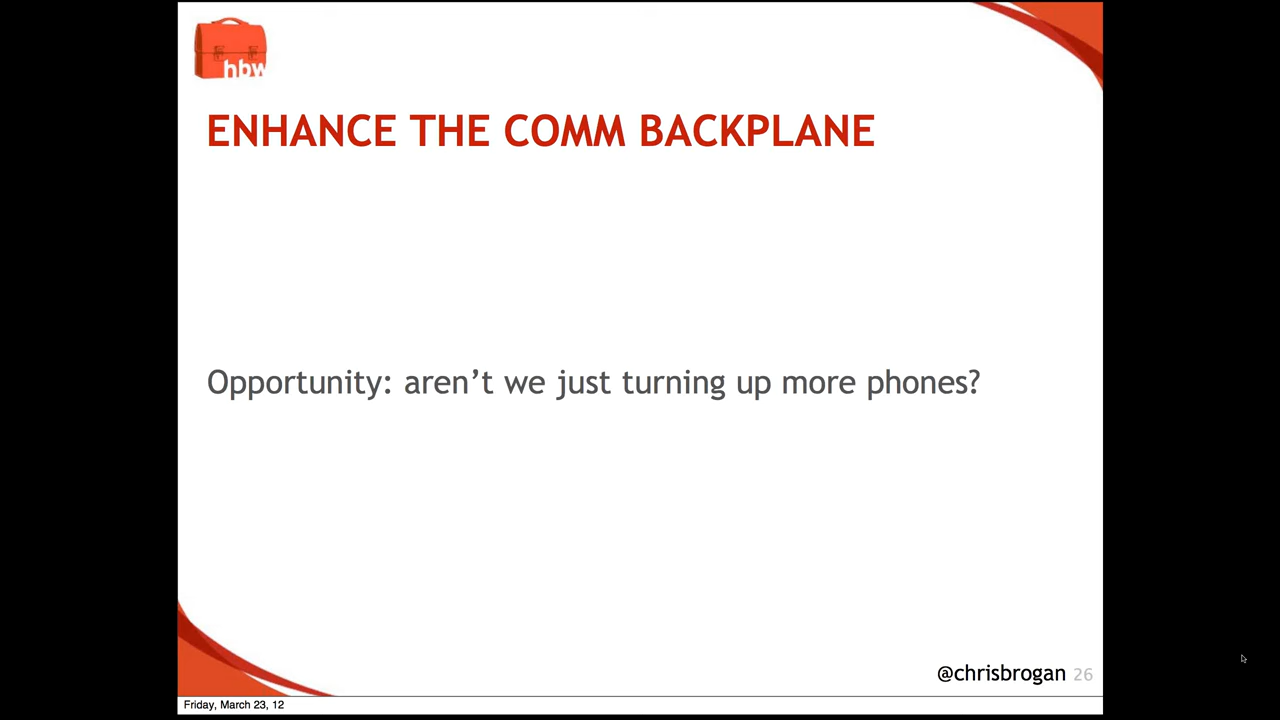 hbw
ENHANCE THE COMM BACKPLANE
Opportunity: aren’t we just turning up more phones?
@chrisbrogan 26
Friday, March 23, 12